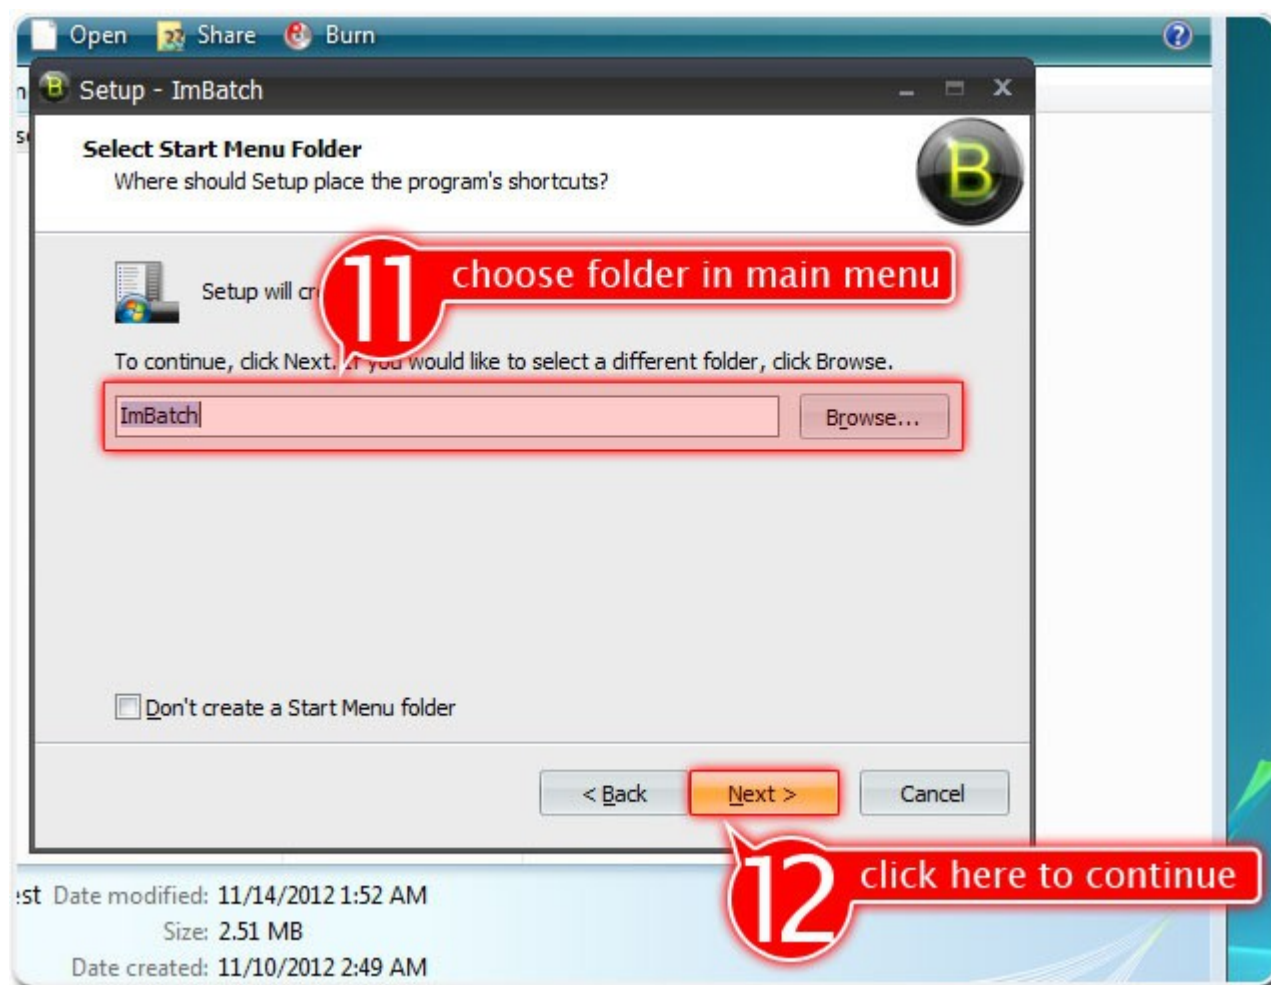 Open Share Burn
Setup - ImBatch
Select Start Menu Folder
Where should Setup place the program's shortcuts?
B
Setup will
11 choose folder in main menu
To continue, click Next. If you would like to select a different folder, click Browse.
ImBatch
Browse...
Don't create a Start Menu folder
< Back Next > Cancel
12 click here to continue
Date modified: 11/14/2012 1:52 AM
Size: 2.51 MB
Date created: 11/10/2012 2:49 AM